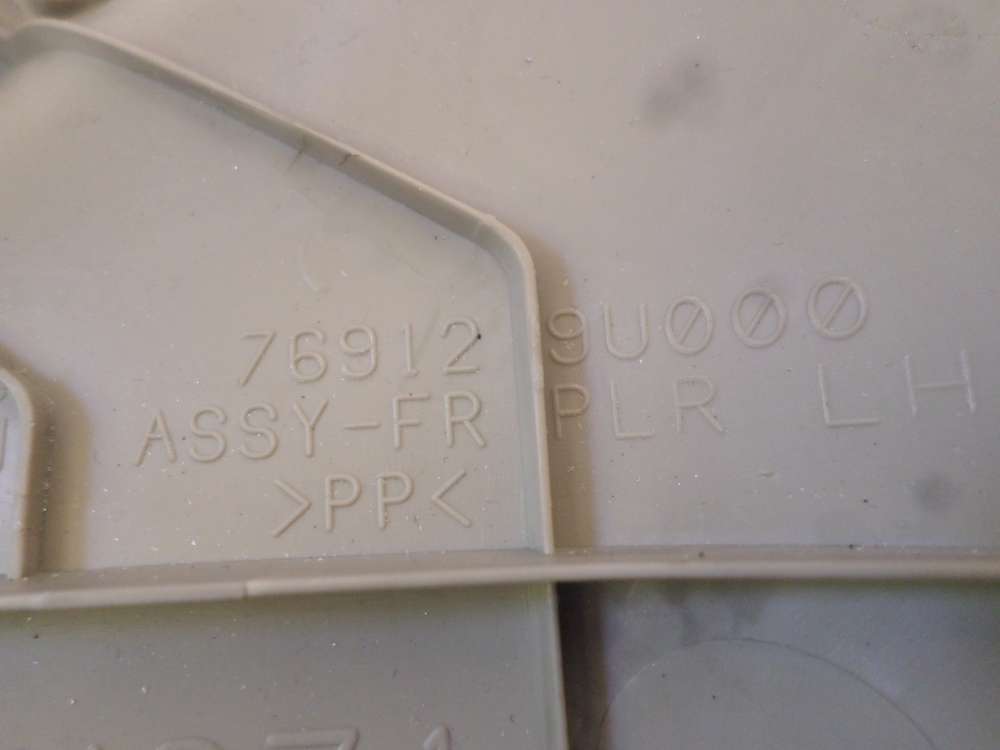 76912 9U000
ASSY-FR PLR LH
>PP<